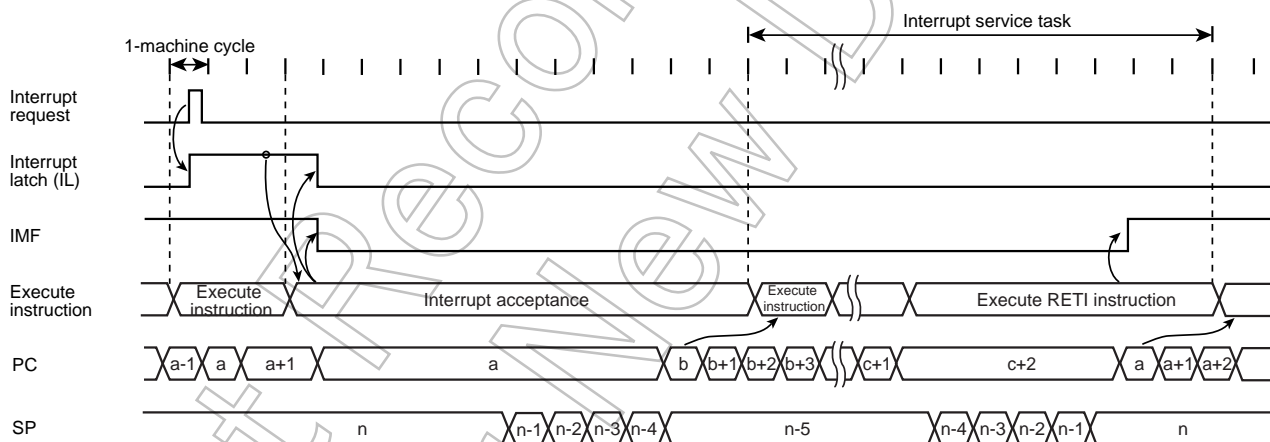 Interrupt service task
1-machine cycle
Interrupt
request
Interrupt
latch (IL)
IMF
Execute
instruction
Execute
instruction
Interrupt acceptance
Execute
instruction
Execute RETI instruction
PC
a-1 a a+1 a b b+1 b+2 b+3 c+1 c+2 a a+1 a+2
SP
n n-1 n-2 n-3 n-4 n-5 n-4 n-3 n-2 n-1 n